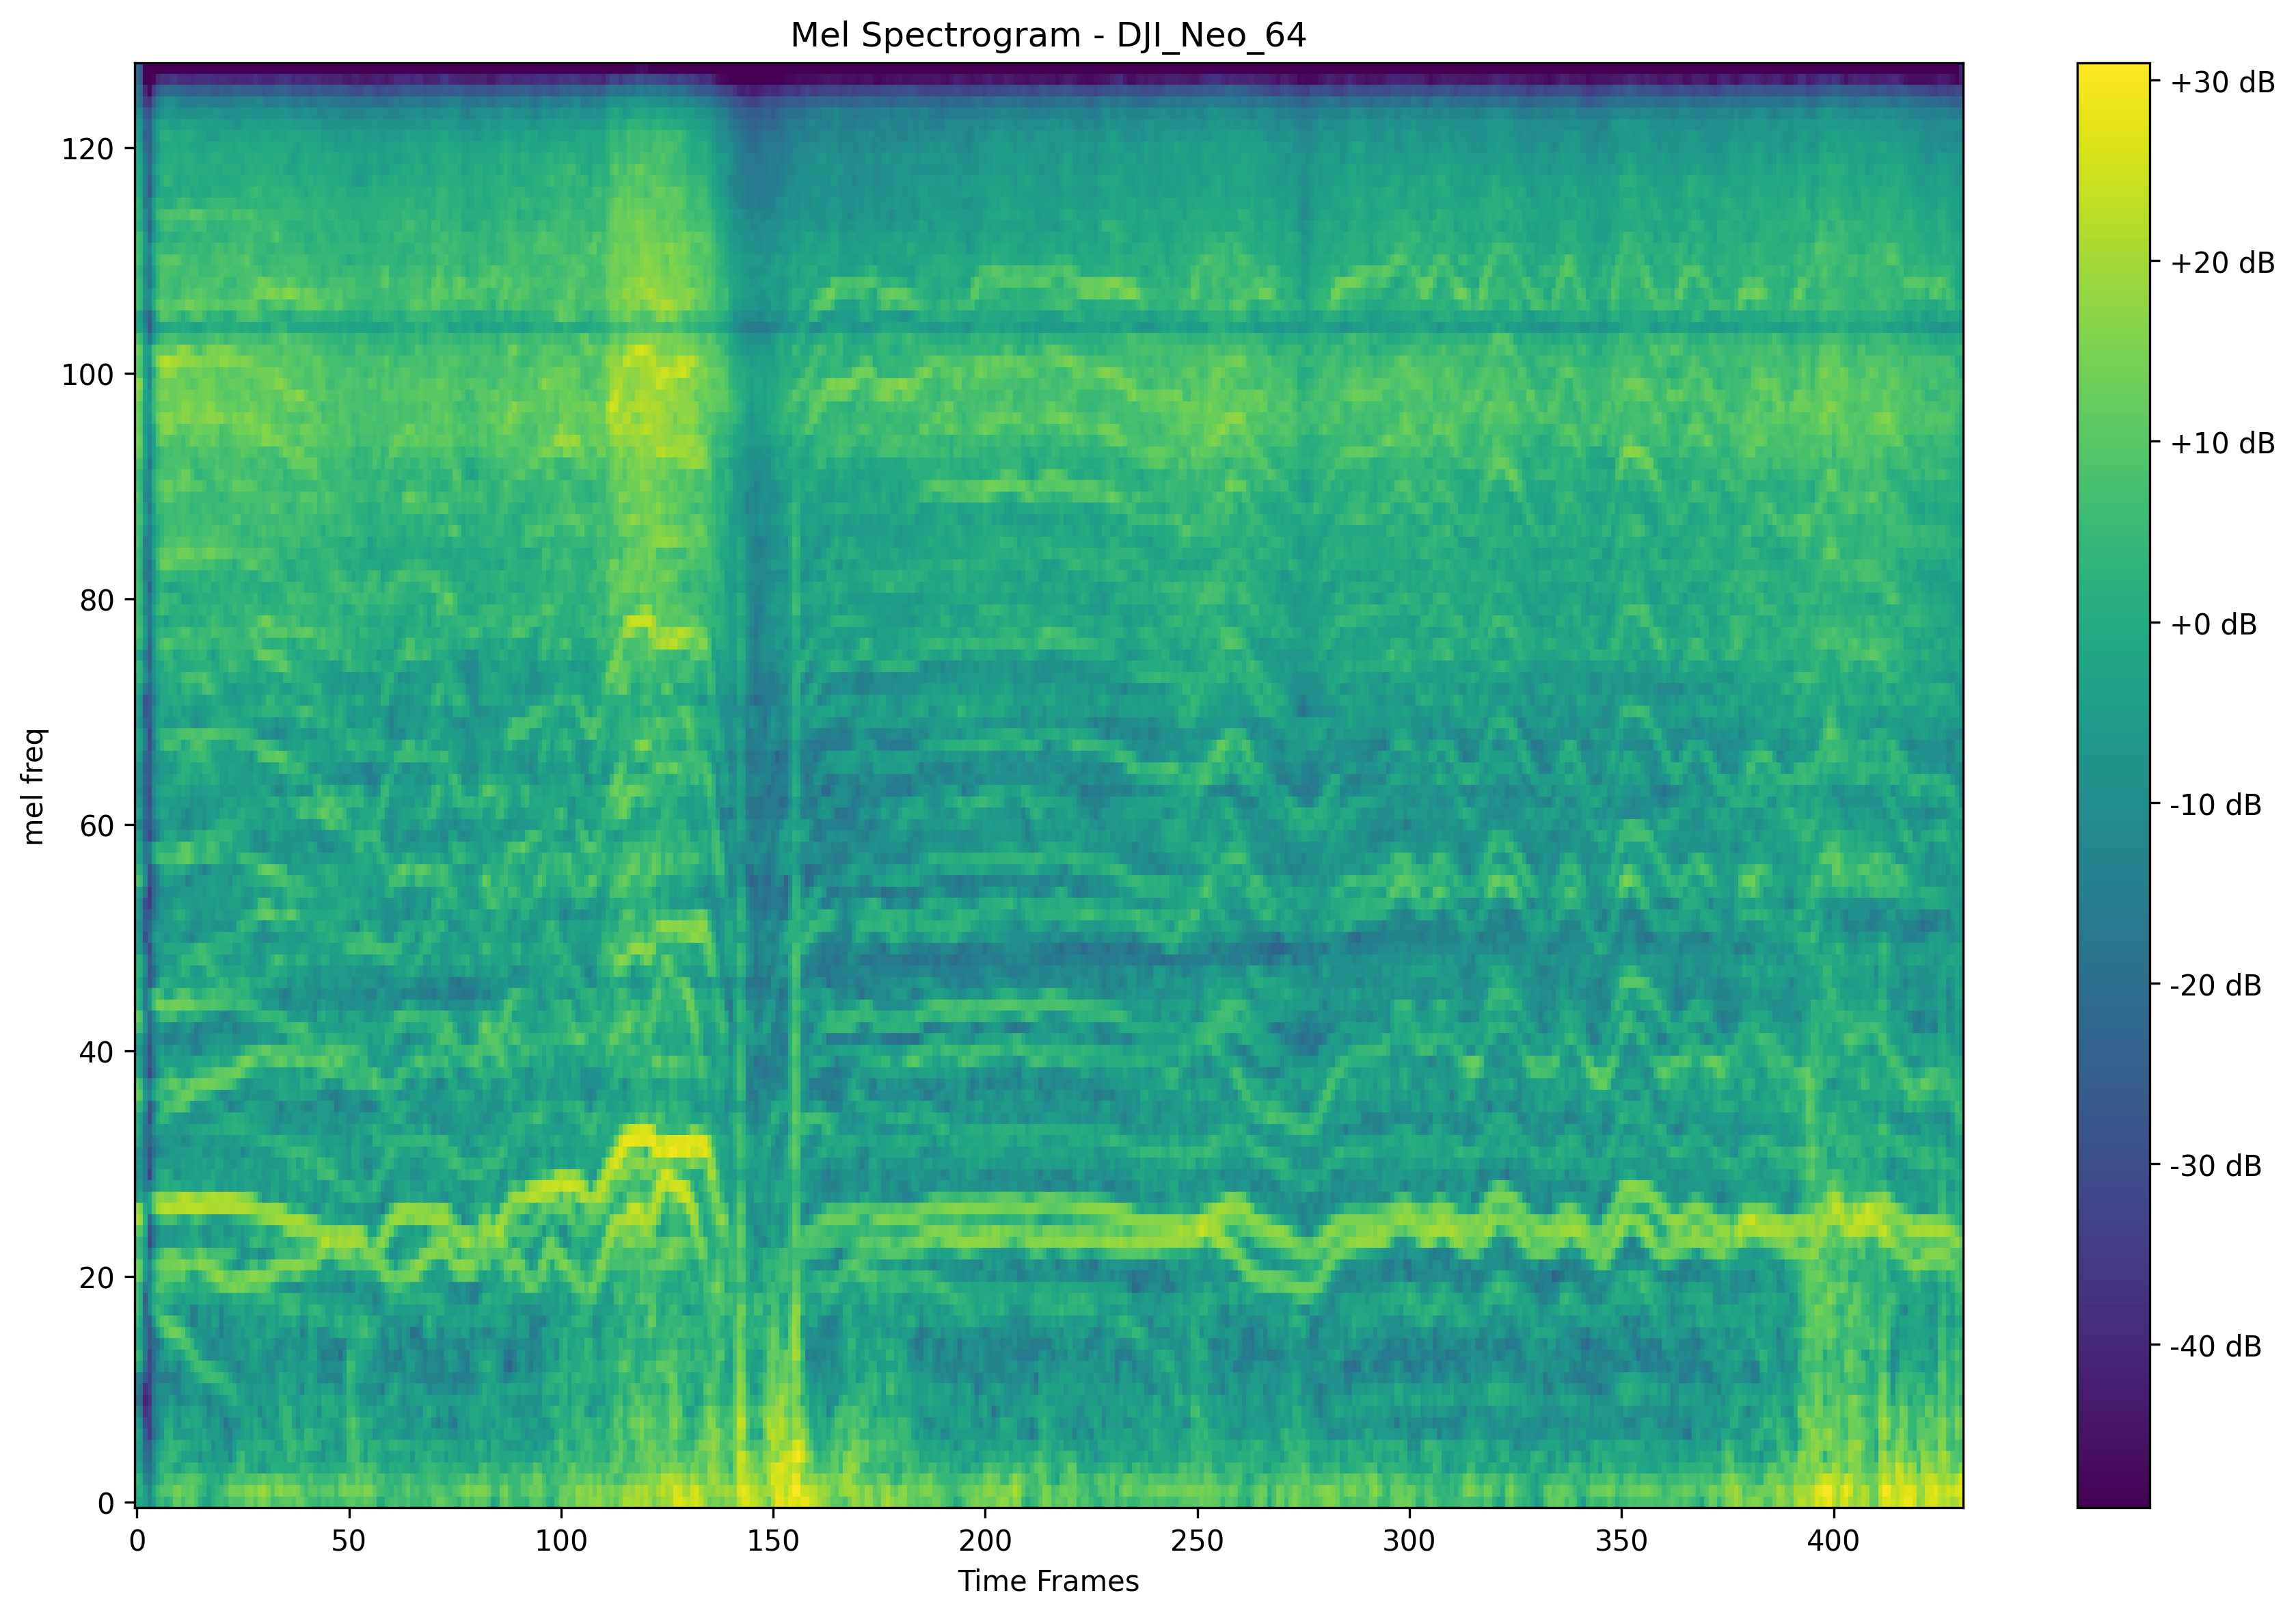 Mel Spectrogram - DJI_Neo_64
+30 dB
120
+20 dB
100
+10 dB
80
+0 dB
mel freq
60
-10 dB
40
-20 dB
-30 dB
20
-40 dB
0
0 50 100 150 200 250 300 350 400
Time Frames